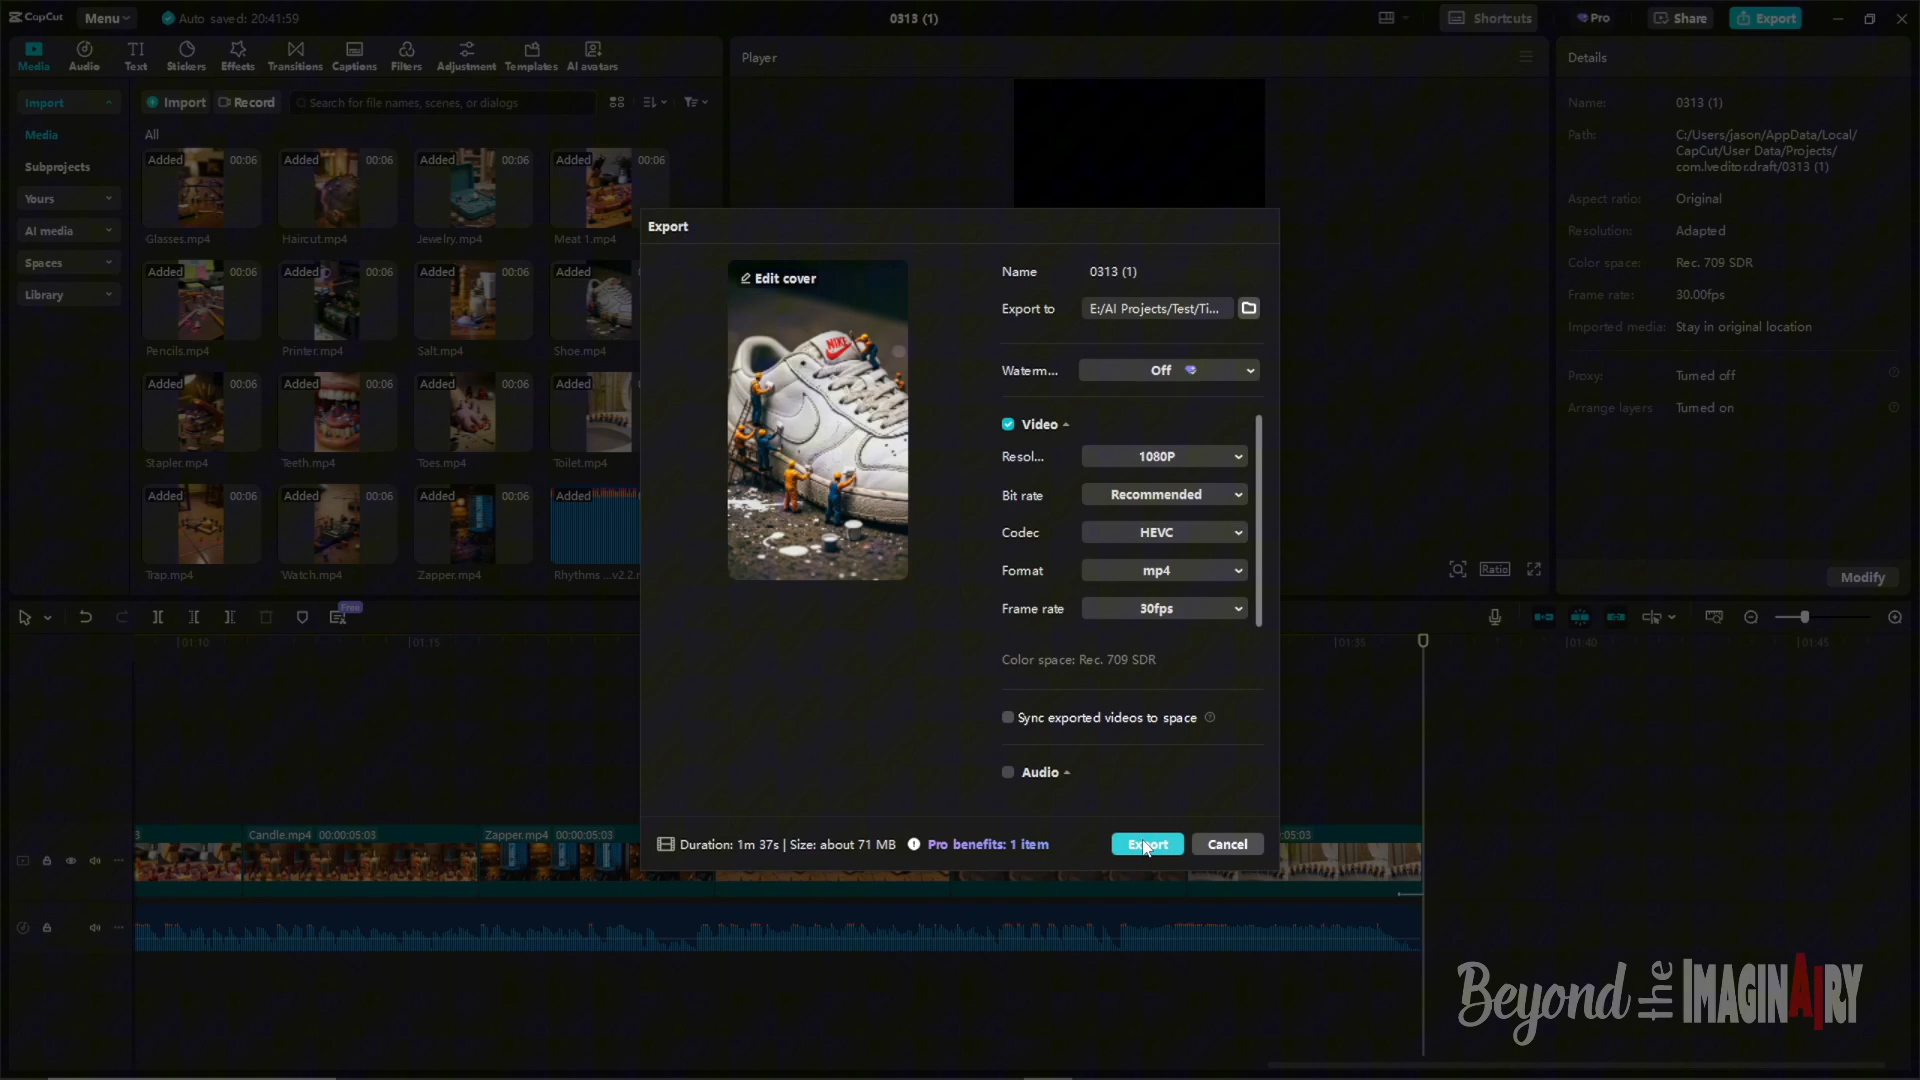 CapCut
Menu
Auto saved: 20:41:59
0313 (1)
Shortcuts
Pro
Share
Export
Media
Audio
Text
Stickers
Effects
Transitions
Captions
Filters
Adjustment
Templates
AI avatars
Player
Details
Import
Media
Subprojects
Yours
AI media
Spaces
Library
Import
Record
Search for file names, scenes, or dialogs
All
Added 00:06
Added 00:06
Added 00:06
Added 00:06
Glasses.mp4
Haircut.mp4
Jewelry.mp4
Meat 1.mp4
Added 00:06
Added 00:06
Added 00:06
Added
Pencils.mp4
Printer.mp4
Salt.mp4
Shoe.mp4
Added 00:06
Added 00:06
Added 00:06
Added
Stapler.mp4
Teeth.mp4
Toes.mp4
Toilet.mp4
Added 00:06
Added 00:06
Added 00:06
Added
Trap.mp4
Watch.mp4
Zapper.mp4
Rhythms ...v2.2.r
Name: 0313 (1)
Path: C:/Users/jason/AppData/Local/
CapCut/User Data/Projects/
com.lveditor.draft/0313 (1)
Aspect ratio: Original
Resolution: Adapted
Color space: Rec. 709 SDR
Frame rate: 30.00fps
Imported media: Stay in original location
Proxy: Turned off
Arrange layers Turned on
Ratio
Modify
Export
Edit cover
NIKE
Name 0313 (1)
Export to E:/AI Projects/Test/Ti...
Waterm... Off
Video
Resol... 1080P
Bit rate Recommended
Codec HEVC
Format mp4
Frame rate 30fps
Color space: Rec. 709 SDR
Sync exported videos to space
Audio
Duration: 1m 37s | Size: about 71 MB
Pro benefits: 1 item
Export
Cancel
Free
01:10
01:15
01:35
01:40
01:45
3
Candle.mp4 00:00:05:03
Zapper.mp4 00:00:05:03
:05:03
Beyond the IMAGINAIRY